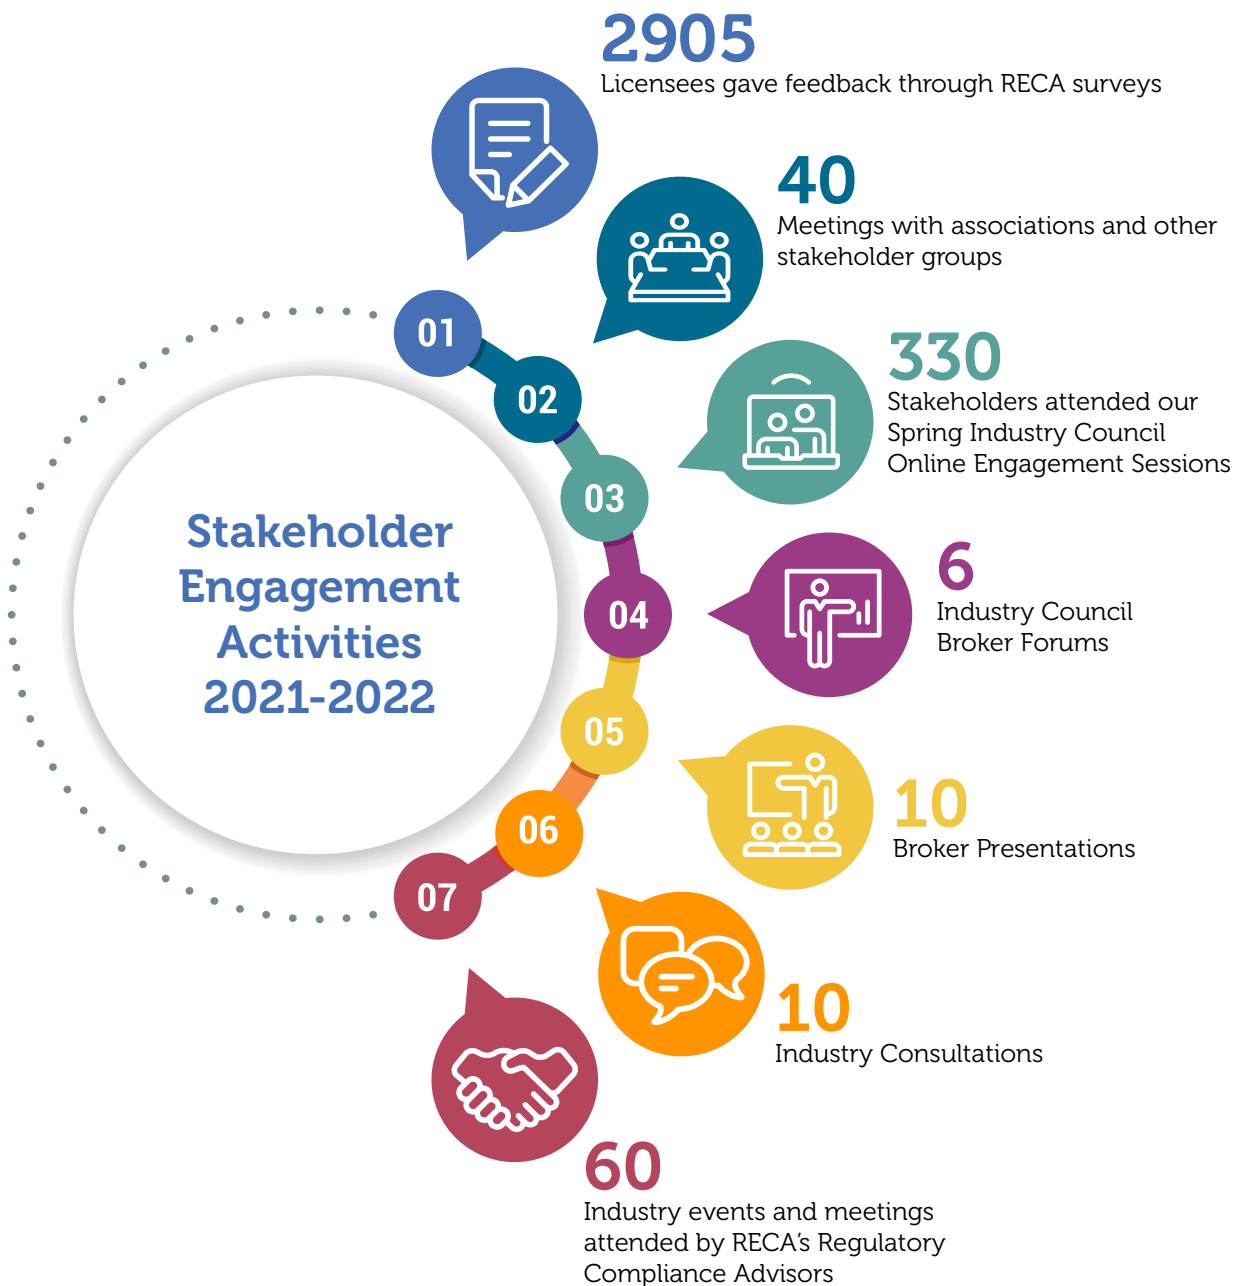 2905
Licensees gave feedback through RECA surveys
40
Meetings with associations and other
stakeholder groups
330
Stakeholders attended our
Spring Industry Council
Online Engagement Sessions
6
Industry Council
Broker Forums
10
Broker Presentations
10
Industry Consultations
60
Industry events and meetings
attended by RECA’s Regulatory
Compliance Advisors
01
02
03
04
05
06
07
Stakeholder
Engagement
Activities
2021-2022